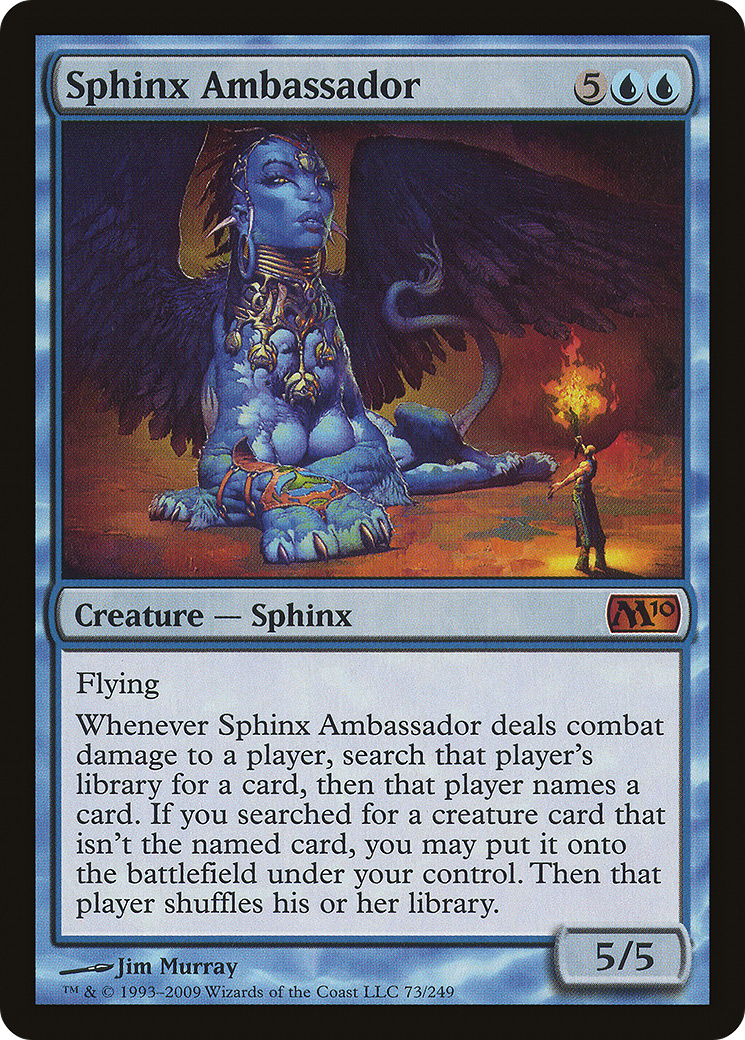 Sphinx Ambassador 5
Creature — Sphinx M10
Flying
Whenever Sphinx Ambassador deals combat
damage to a player, search that player's
library for a card, then that player names a
card. If you searched for a creature card that
isn't the named card, you may put it onto
the battlefield under your control. Then that
player shuffles his or her library.
5/5
Jim Murray
™ & © 1993–2009 Wizards of the Coast LLC 73/249